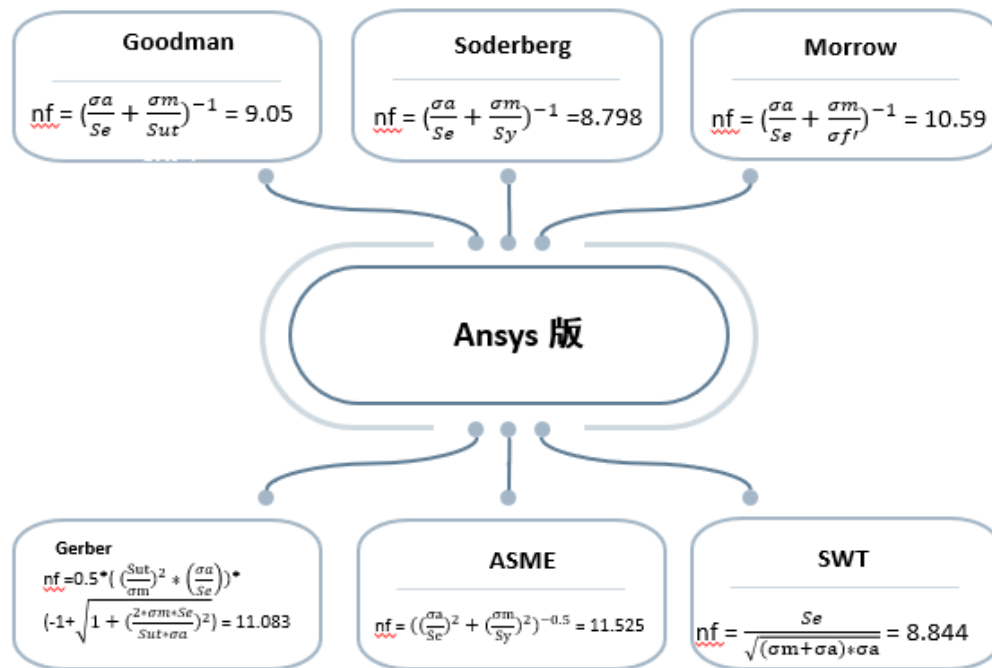 Goodman
nf = (σa/Se + σm/Sut)⁻¹ = 9.05
Soderberg
nf = (σa/Se + σm/Sy)⁻¹ =8.798
Morrow
nf = (σa/Se + σm/σf′)⁻¹ = 10.59
Ansys 版
Gerber
nf =0.5*( (Sut/σm)² * (σa/Se))*
(-1+√(1 + (2*σm*Se/Sut*σa)²) = 11.083
ASME
nf = ((σa/Se)² + (σm/Sy)²)⁻⁰·⁵ = 11.525
SWT
nf = Se/√((σm+σa)*σa) = 8.844